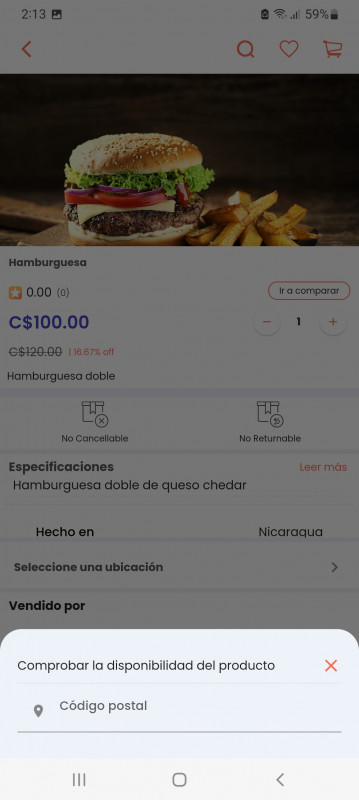 2:13 59%
Hamburguesa
0.00 (0) Ir a comparar
C$100.00 − 1 +
C$120.00 | 16.67% off
Hamburguesa doble
No Cancellable No Returnable
Especificaciones Leer más
Hamburguesa doble de queso chedar
Hecho en Nicaragua
Seleccione una ubicación
Vendido por
Comprobar la disponibilidad del producto
Código postal